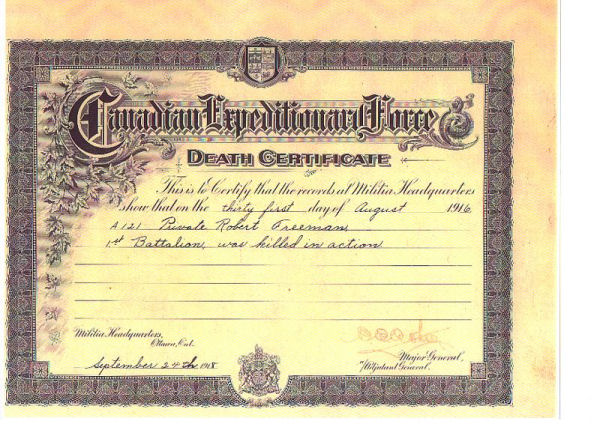 Canadian Expeditionary Force
DEATH CERTIFICATE
This is to Certify that the records at Militia Headquarters
show that on the thirty first day of August 1916
A 121 Private Robert Freeman,
1st Battalion, was killed in action
Militia Headquarters,
Ottawa, Ont.
September 24th 1918
Major General,
Adjutant General.